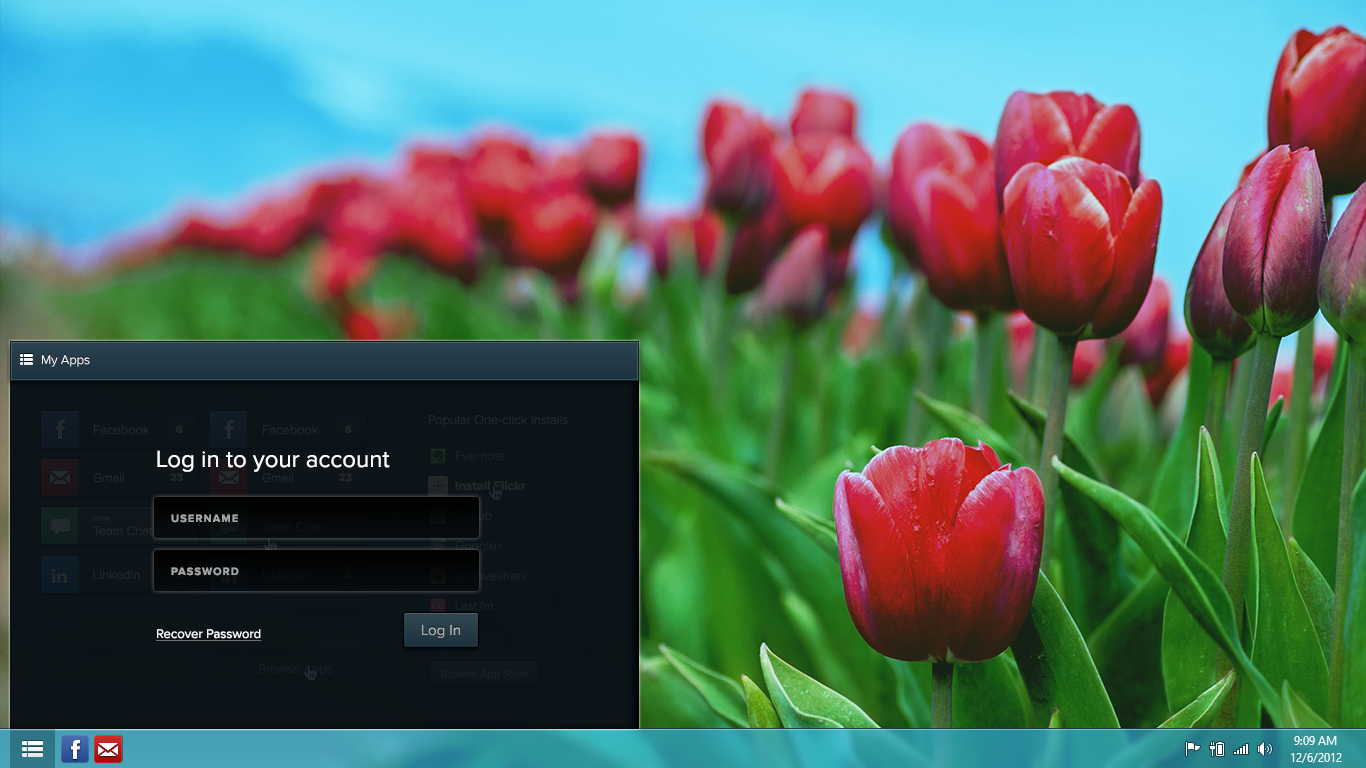 My Apps
Facebook 6
Facebook 6
Popular One-click Installs
Evernote
Log in to your account
Gmail 23
Gmail 23
Install Flickr
USERNAME
NEW
Team Chat
Team Chat
Google+
PASSWORD
LinkedIn
LinkedIn 2
Grooveshark
Last.fm
Recover Password
Log In
Browse Apps
Browse App Store
9:09 AM
12/6/2012